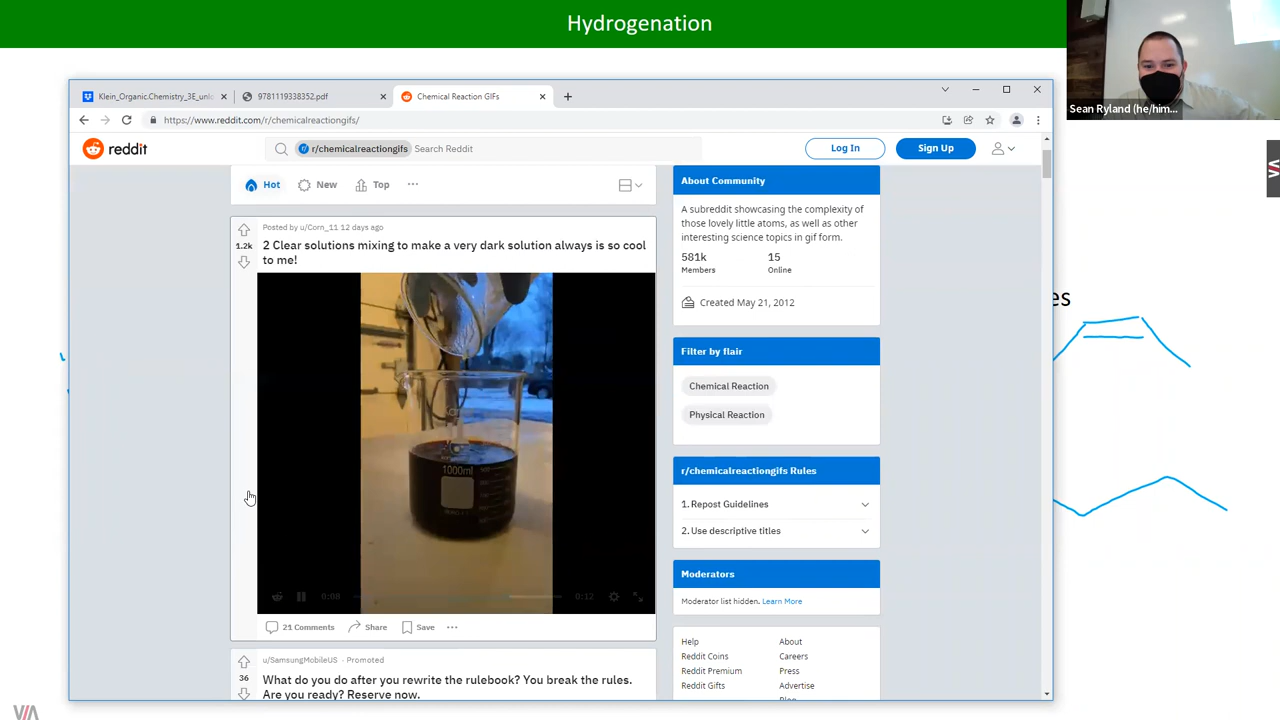 Hydrogenation
Sean Ryland (he/him...
Klein_Organic.Chemistry_3E_unl
9781119338352.pdf
Chemical Reaction GIFs
https://www.reddit.com/r/chemicalreactiongifs/
reddit
r/chemicalreactiongifs Search Reddit
Log In
Sign Up
Hot
New
Top
Posted by u/Corn_11 12 days ago
1.2k
2 Clear solutions mixing to make a very dark solution always is so cool
to me!
1000ml
0:08
0:12
21 Comments
Share
Save
u/SamsungMobileUS · Promoted
36
What do you do after you rewrite the rulebook? You break the rules.
Are you ready? Reserve now.
About Community
A subreddit showcasing the complexity of
those lovely little atoms, as well as other
interesting science topics in gif form.
581k
Members
15
Online
Created May 21, 2012
Filter by flair
Chemical Reaction
Physical Reaction
r/chemicalreactiongifs Rules
1. Repost Guidelines
2. Use descriptive titles
Moderators
Moderator list hidden. Learn More
Help
About
Reddit Coins
Careers
Reddit Premium
Press
Reddit Gifts
Advertise
es
VIA